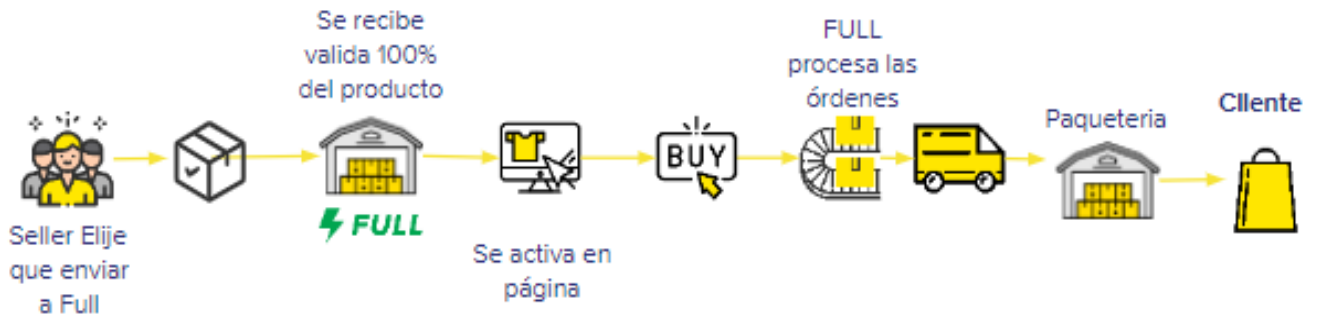 Seller Elije
que enviar
a Full
Se recibe
valida 100%
del producto
FULL
Se activa en
página
BUY
FULL
procesa las
órdenes
Paqueteria
Cllente